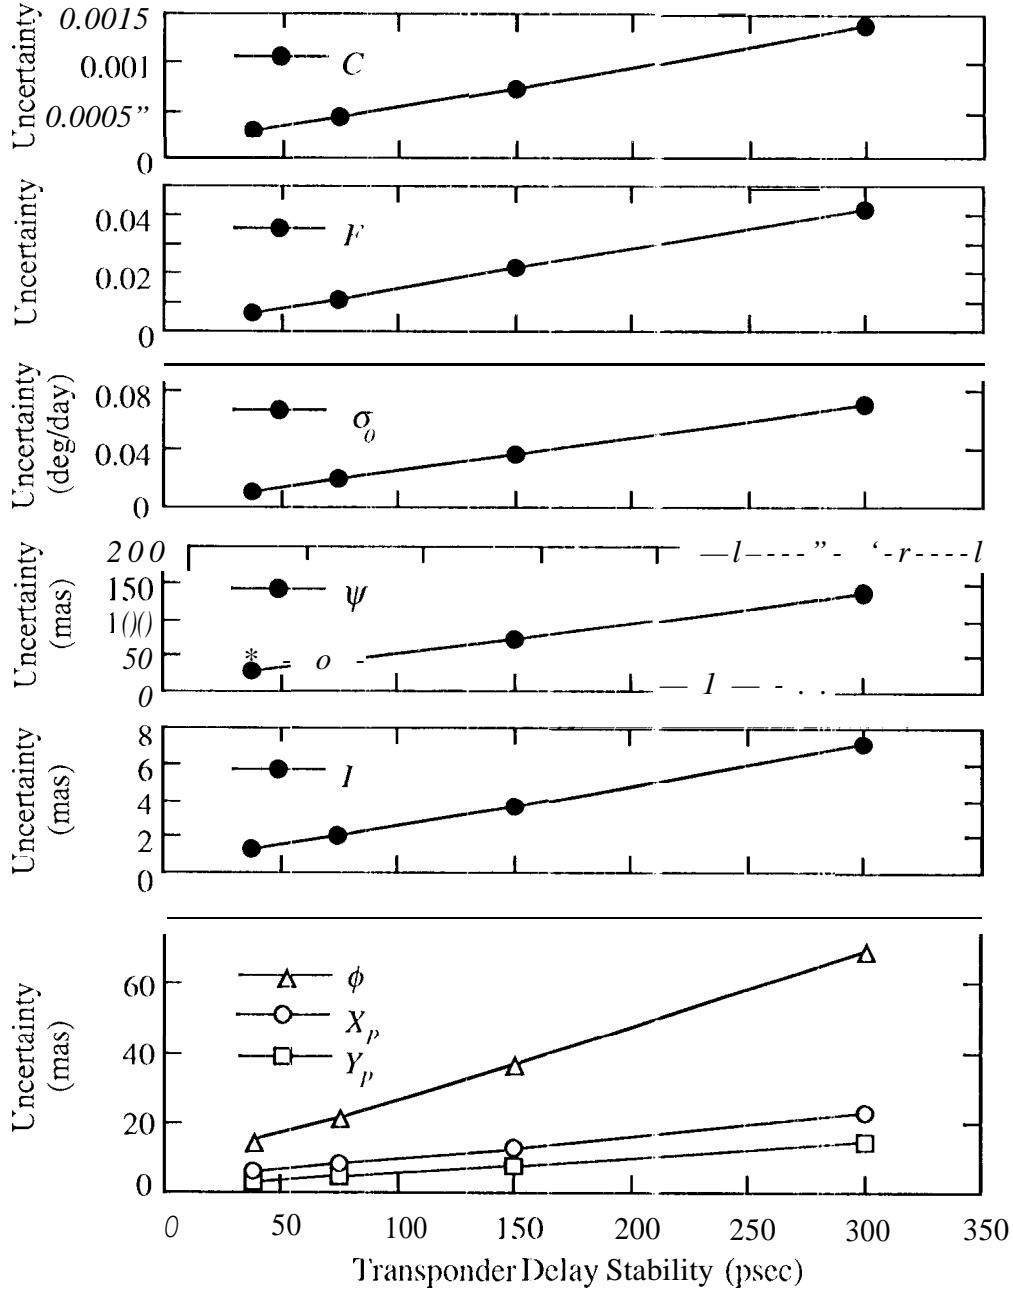 Uncertainty
0.0015
0.001
0.0005”
0
C
Uncertainty
0.04
0.02
0
F
Uncertainty
(deg/day)
0.08
0.04
0
σo
Uncertainty
(mas)
200
150
100
50
0
ψ
—l----”- ‘-r----l
* - o -
— 1 — - . .
Uncertainty
(mas)
8
6
4
2
0
I
Uncertainty
(mas)
60
40
20
0
ϕ
Xp
Yp
0 50 100 150 200 250 300 350
Transponder Delay Stability (psec)